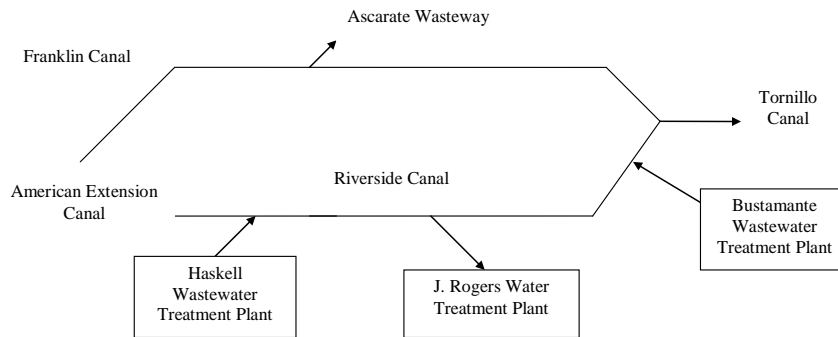 Ascarate Wasteway
Franklin Canal
Tornillo
Canal
Riverside Canal
American Extension
Canal
Bustamante
Wastewater
Treatment Plant
Haskell
Wastewater
Treatment Plant
J. Rogers Water
Treatment Plant